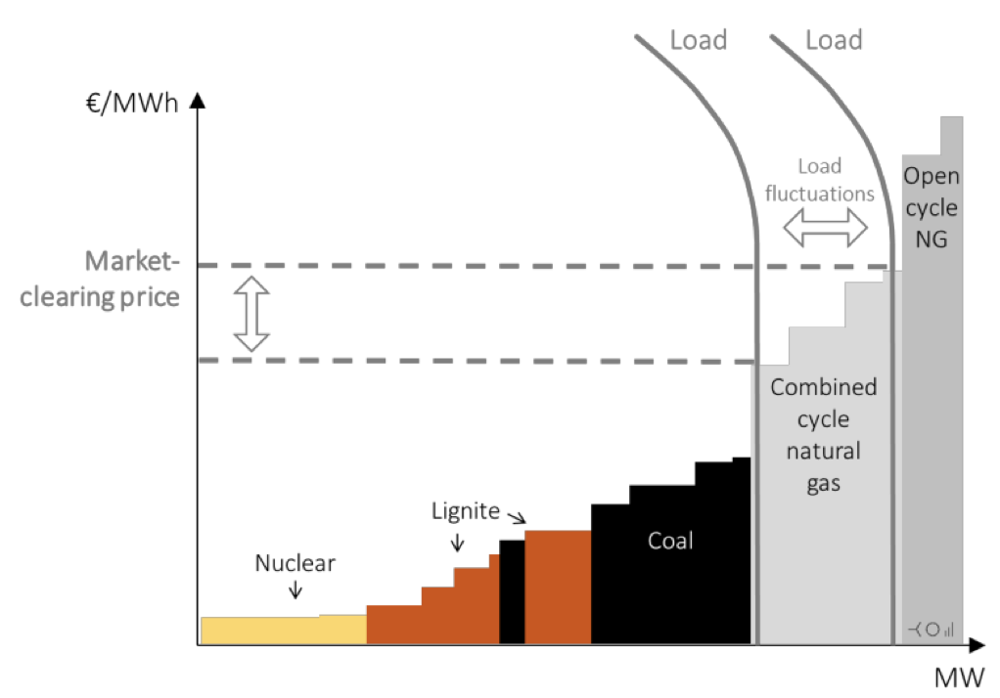 Load
Load
€/MWh
Load
fluctuations
Open
cycle
NG
Market-
clearing price
Combined
cycle
natural
gas
Lignite
Coal
Nuclear
MW